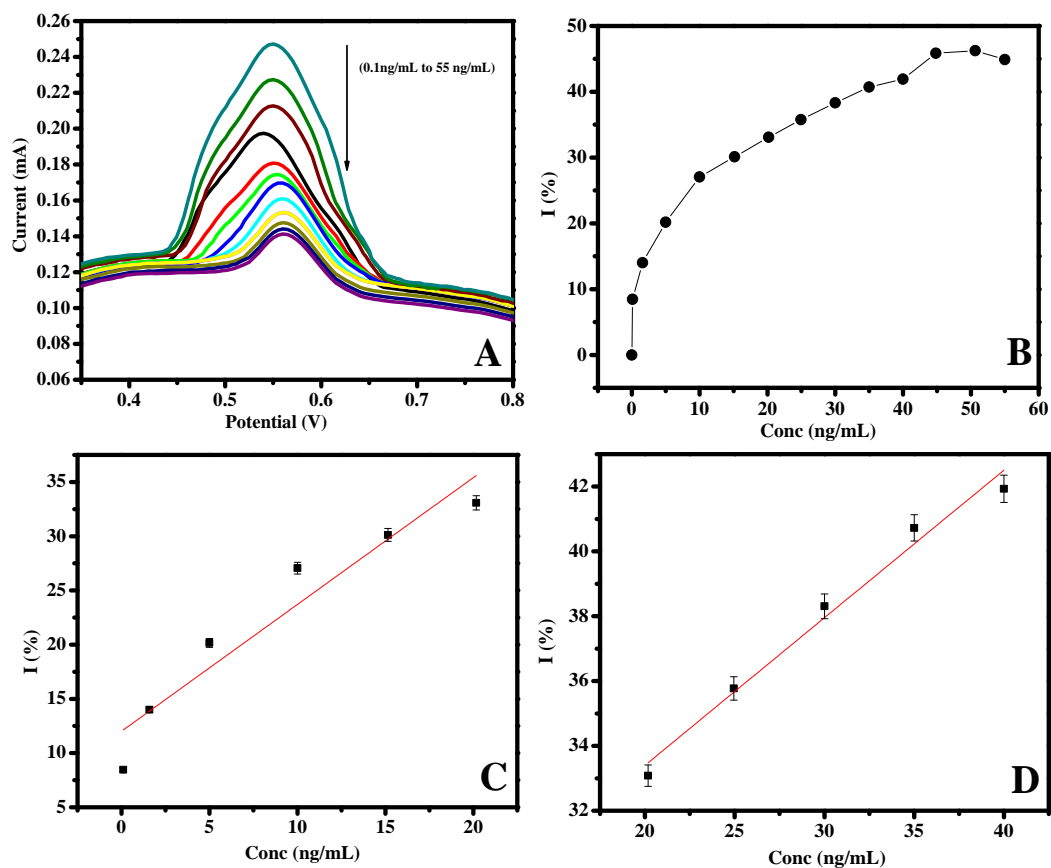 0.26
0.24
0.22
0.20
0.18
0.16
0.14
0.12
0.10
0.08
0.06
Current (mA)
(0.1ng/mL to 55 ng/mL)
A
0.4 0.5 0.6 0.7 0.8
Potential (V)
50
40
30
20
10
0
I (%)
B
0 10 20 30 40 50 60
Conc (ng/mL)
35
30
25
20
15
10
5
I (%)
C
0 5 10 15 20
Conc (ng/mL)
42
40
38
36
34
32
I (%)
D
20 25 30 35 40
Conc (ng/mL)